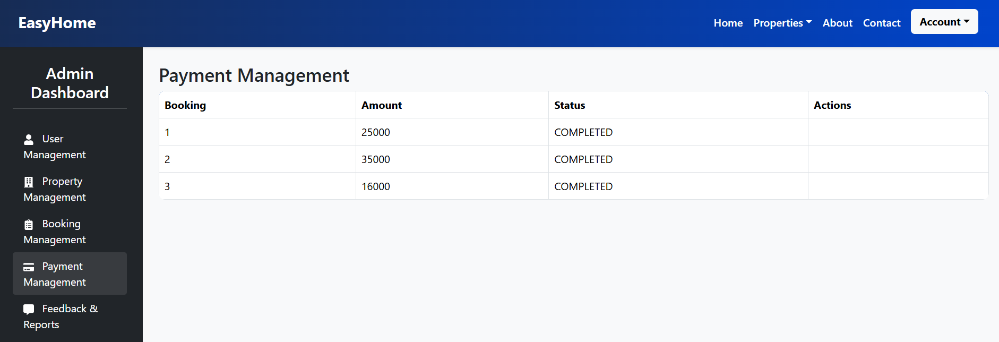 EasyHome
Home Properties About Contact Account
Admin
Dashboard
User
Management
Property
Management
Booking
Management
Payment
Management
Feedback &
Reports
Payment Management
Booking Amount Status Actions
1 25000 COMPLETED
2 35000 COMPLETED
3 16000 COMPLETED